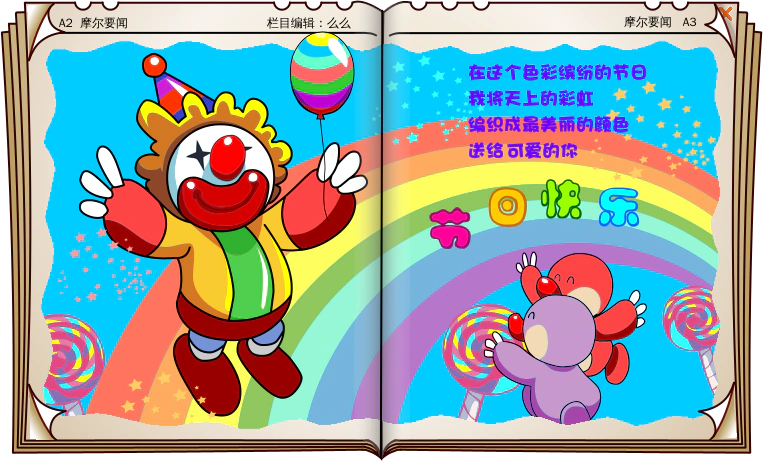 A2 摩尔要闻
栏目编辑：么么
摩尔要闻 A3
在这个色彩缤纷的节日
我将天上的彩虹
编织成最美丽的颜色
送给可爱的你
节日快乐